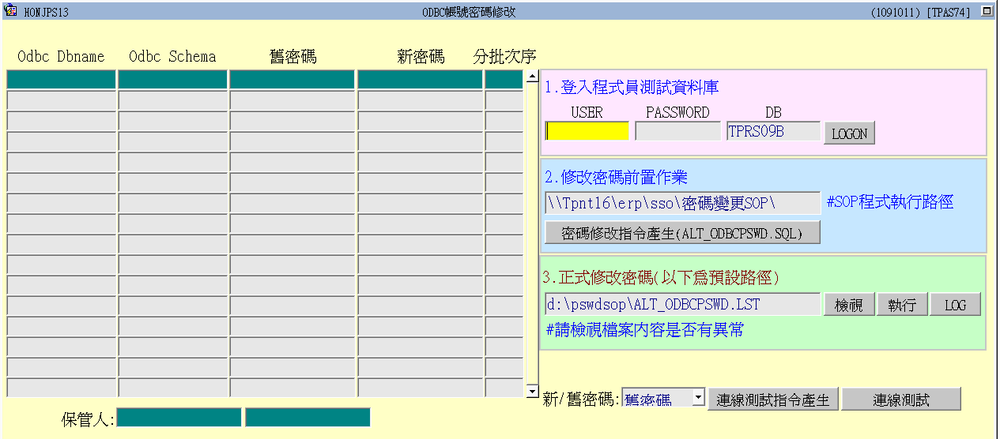 HONJPS13 ODBC帳號密碼修改 (1091011) [TPAS74]
Odbc Dbname Odbc Schema 舊密碼 新密碼 分批次序
1.登入程式員測試資料庫
USER PASSWORD DB
TPRS09B LOGON
2.修改密碼前置作業
\\Tpnt16\erp\sso\密碼變更SOP\ #SOP程式執行路徑
密碼修改指令產生(ALT_ODBCPSWD.SQL)
3.正式修改密碼(以下為預設路徑)
d:\pswdsop\ALT_ODBCPSWD.LST 檢視 執行 LOG
#請檢視檔案內容是否有異常
新/舊密碼: 舊密碼 連線測試指令產生 連線測試
保管人: